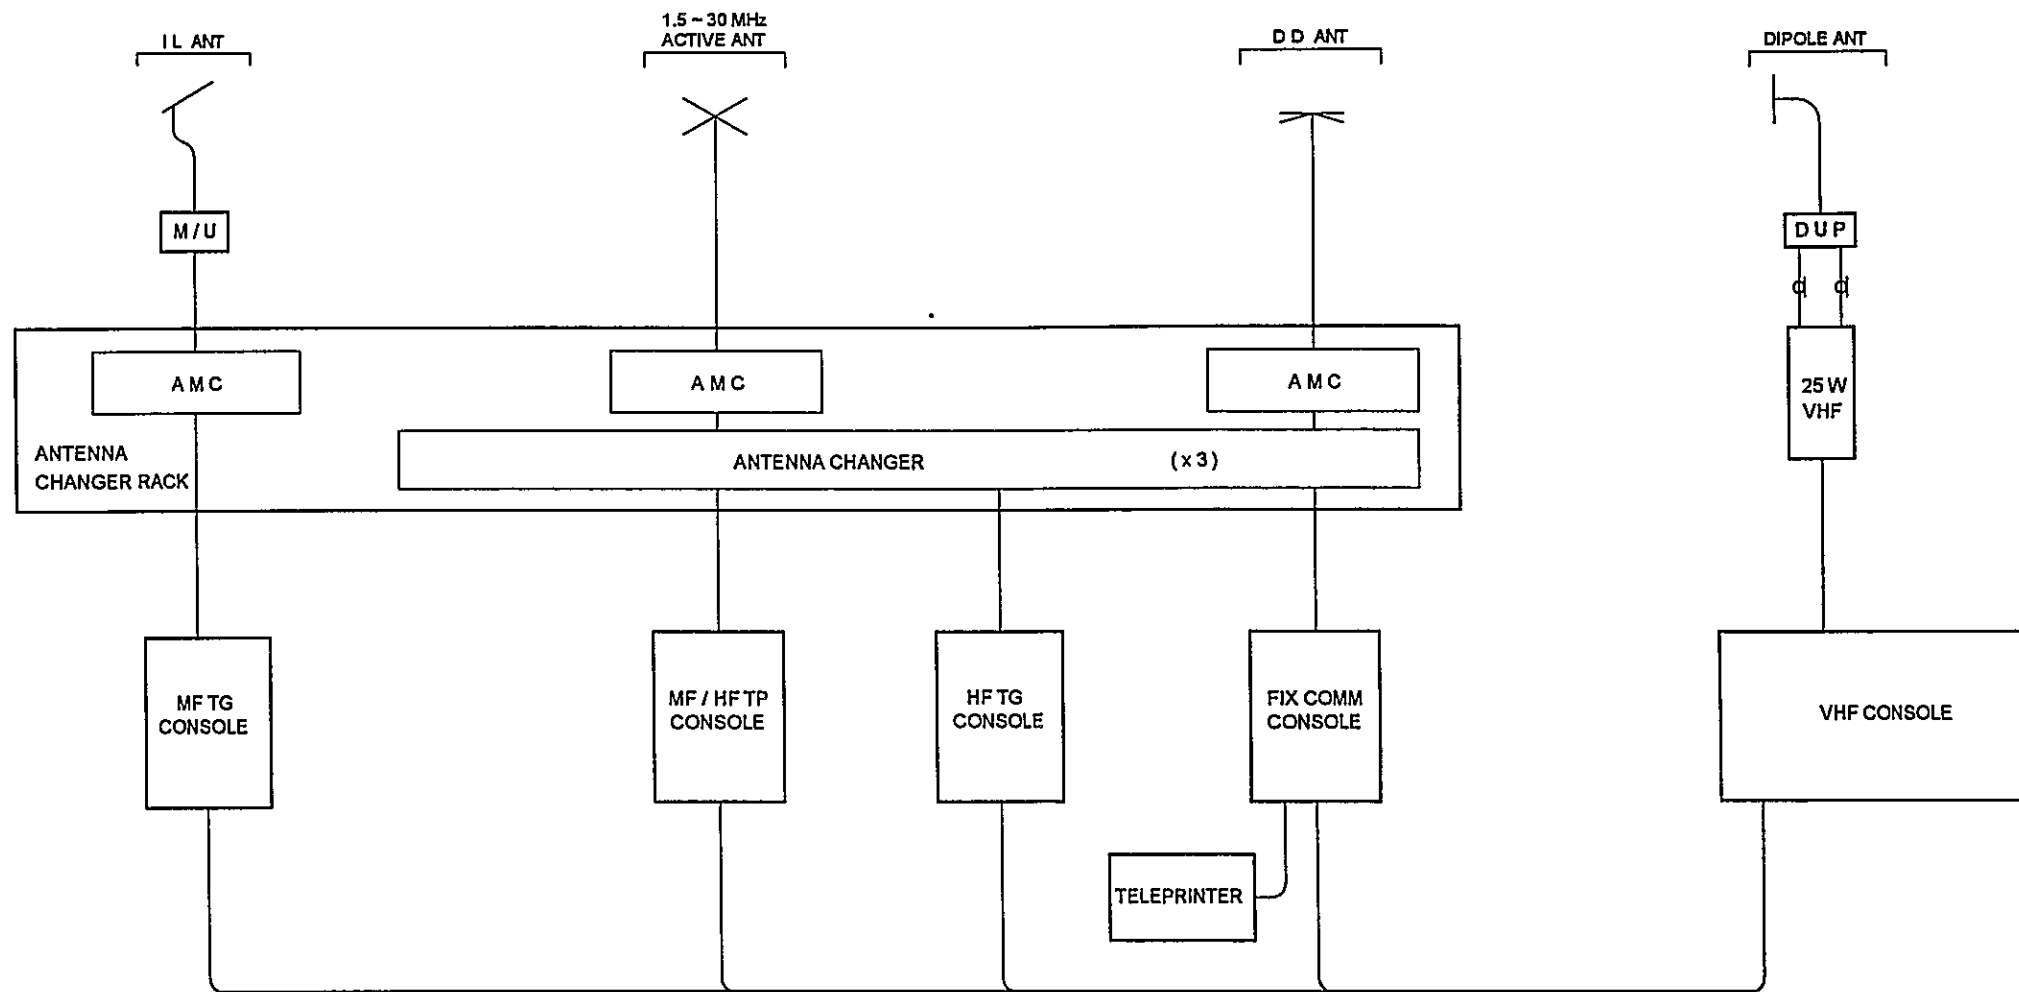 I L ANT
1.5 ~ 30 MHz
ACTIVE ANT
D D ANT
DIPOLE ANT
M / U
D U P
A M C
A M C
A M C
25 W
VHF
ANTENNA
CHANGER RACK
ANTENNA CHANGER (x 3)
MF TG
CONSOLE
MF / HF TP
CONSOLE
HF TG
CONSOLE
FIX COMM
CONSOLE
VHF CONSOLE
TELEPRINTER